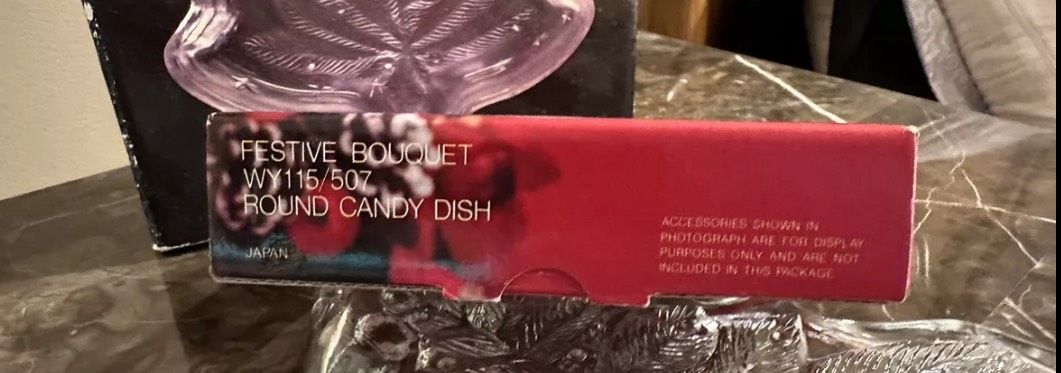 FESTIVE BOUQUET
WY115/507
ROUND CANDY DISH
JAPAN
ACCESSORIES SHOWN IN
PHOTOGRAPH ARE FOR DISPLAY
PURPOSES ONLY AND ARE NOT
INCLUDED IN THIS PACKAGE